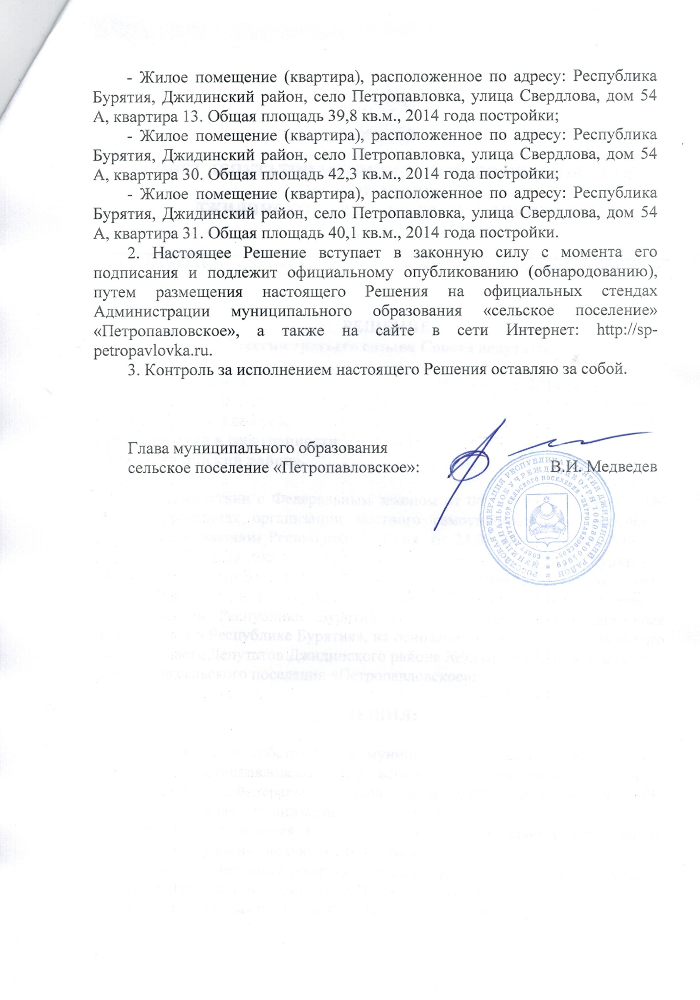 - Жилое помещение (квартира), расположенное по адресу: Республика
Бурятия, Джидинский район, село Петропавловка, улица Свердлова, дом 54
А, квартира 13. Общая площадь 39,8 кв.м., 2014 года постройки;
- Жилое помещение (квартира), расположенное по адресу: Республика
Бурятия, Джидинский район, село Петропавловка, улица Свердлова, дом 54
А, квартира 30. Общая площадь 42,3 кв.м., 2014 года постройки;
- Жилое помещение (квартира), расположенное по адресу: Республика
Бурятия, Джидинский район, село Петропавловка, улица Свердлова, дом 54
А, квартира 31. Общая площадь 40,1 кв.м., 2014 года постройки.
2. Настоящее Решение вступает в законную силу с момента его
подписания и подлежит официальному опубликованию (обнародованию),
путем размещения настоящего Решения на официальных стендах
Администрации муниципального образования «сельское поселение»
«Петропавловское», а также на сайте в сети Интернет: http://sp-
petropavlovka.ru.
3. Контроль за исполнением настоящего Решения оставляю за собой.
Глава муниципального образования
сельское поселение «Петропавловское»: В.И. Медведев
РОССИЙСКАЯ ФЕДЕРАЦИЯ РЕСПУБЛИКА БУРЯТИЯ ДЖИДИНСКИЙ РАЙОН *
МУНИЦИПАЛЬНОЕ УЧРЕЖДЕНИЕ ОГРН 1060804001969 *
СОВЕТ ДЕПУТАТОВ СЕЛЬСКОГО ПОСЕЛЕНИЯ "ПЕТРОПАВЛОВСКОЕ" *